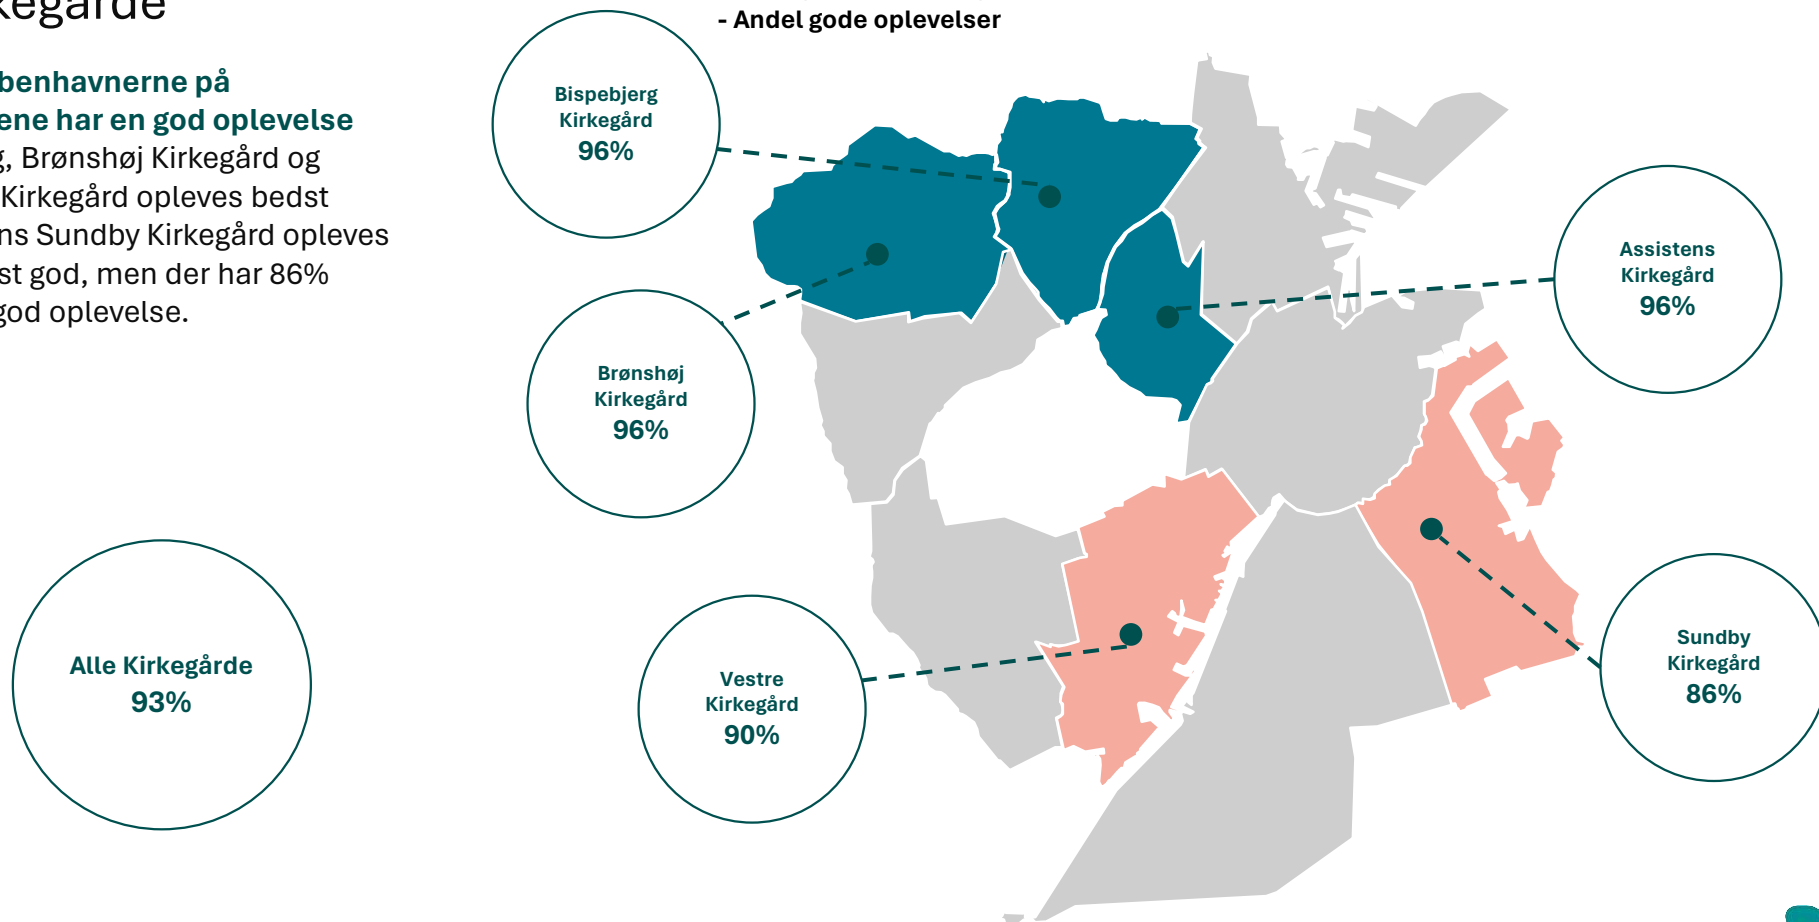 kegårde
benhavnerne på
ene har en god oplevelse
g, Brønshøj Kirkegård og
Kirkegård opleves bedst
ns Sundby Kirkegård opleves
st god, men der har 86%
god oplevelse.
- Andel gode oplevelser
Bispebjerg
Kirkegård
96%
Brønshøj
Kirkegård
96%
Assistens
Kirkegård
96%
Alle Kirkegårde
93%
Vestre
Kirkegård
90%
Sundby
Kirkegård
86%